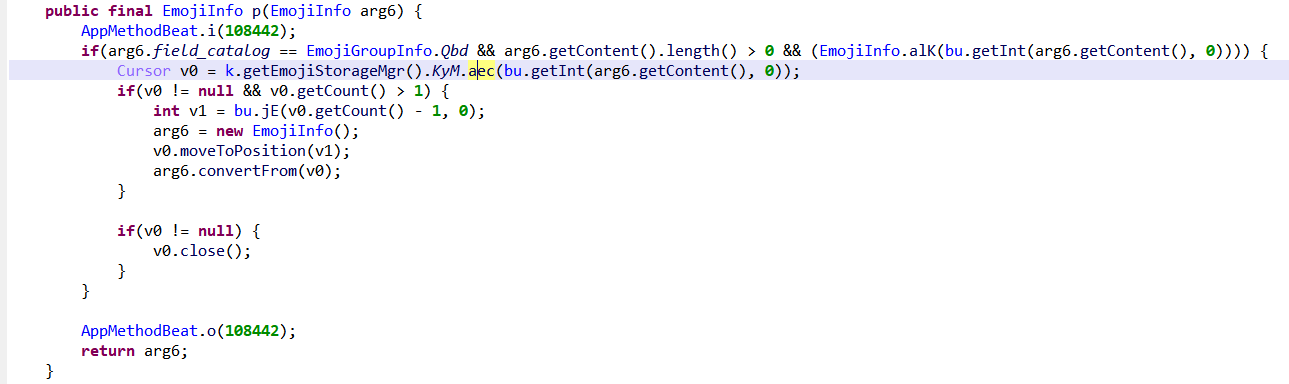 public final EmojiInfo p(EmojiInfo arg6) {
AppMethodBeat.i(108442);
if(arg6.field_catalog == EmojiGroupInfo.Qbd && arg6.getContent().length() > 0 && (EmojiInfo.alK(bu.getInt(arg6.getContent(), 0)))) {
Cursor v0 = k.getEmojiStorageMgr().KyM.aec(bu.getInt(arg6.getContent(), 0));
if(v0 != null && v0.getCount() > 1) {
int v1 = bu.jE(v0.getCount() - 1, 0);
arg6 = new EmojiInfo();
v0.moveToPosition(v1);
arg6.convertFrom(v0);
}
if(v0 != null) {
v0.close();
}
}
AppMethodBeat.o(108442);
return arg6;
}